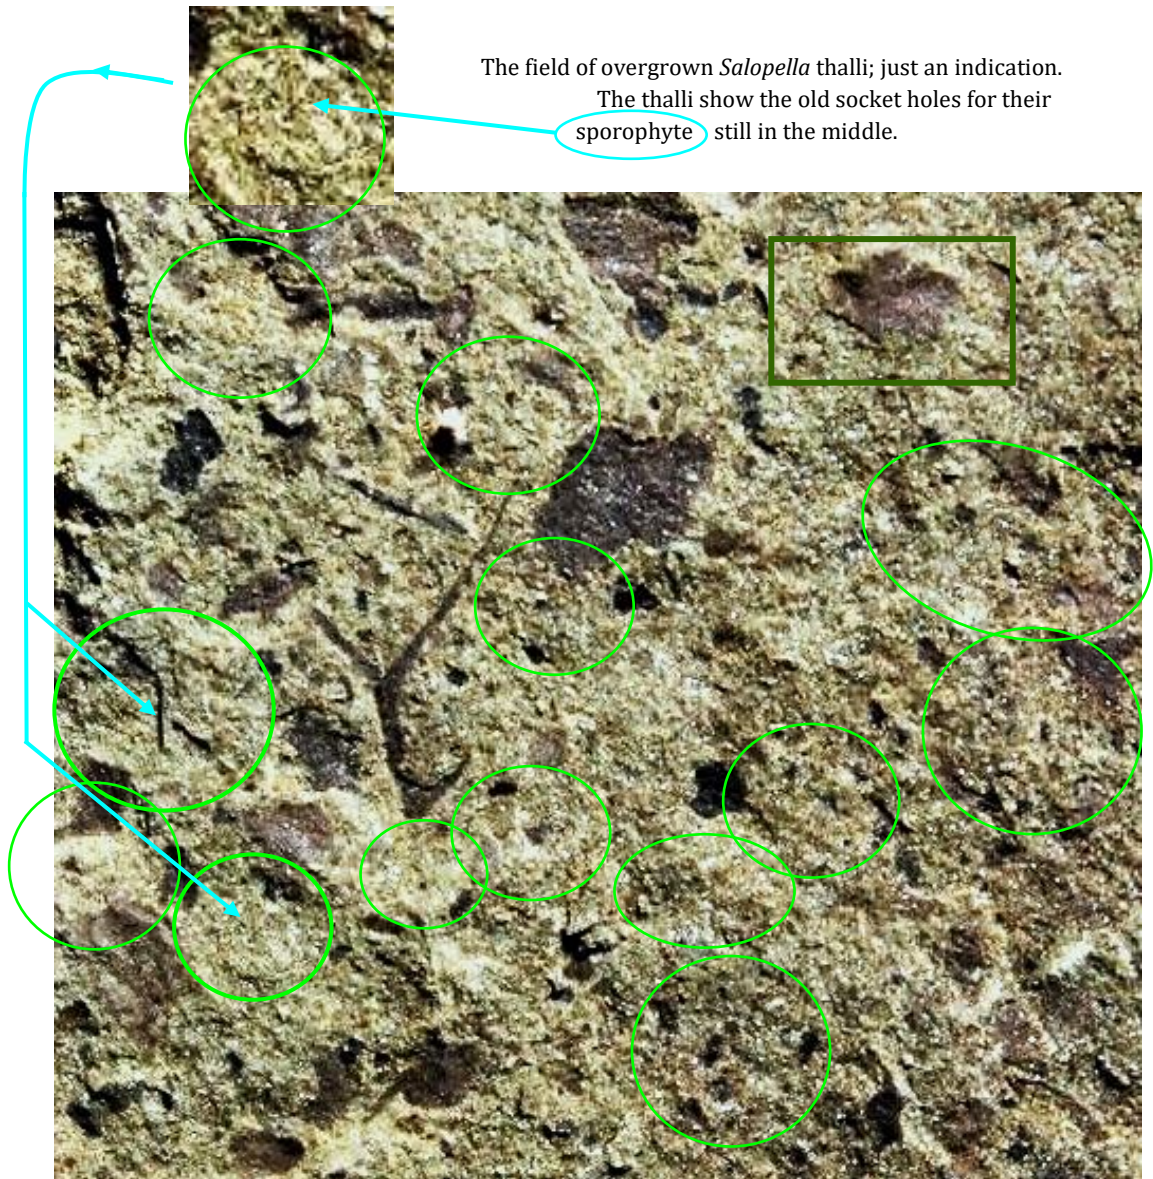 The field of overgrown Salopella thalli; just an indication.
The thalli show the old socket holes for their
sporophyte still in the middle.